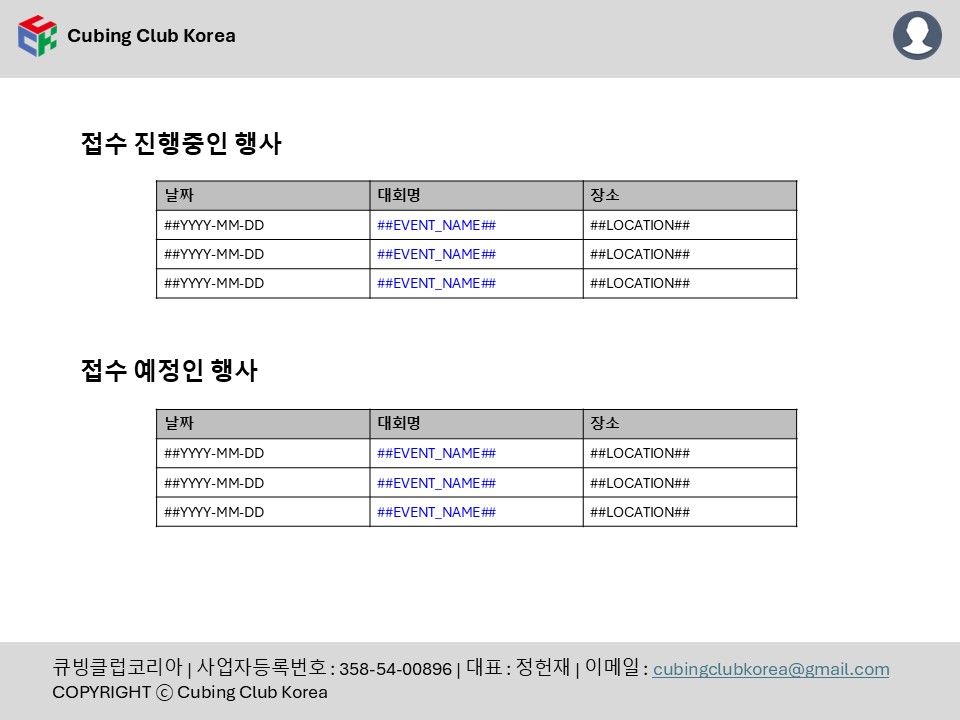 Cubing Club Korea
접수 진행중인 행사
날짜 대회명 장소
##YYYY-MM-DD ##EVENT_NAME## ##LOCATION##
##YYYY-MM-DD ##EVENT_NAME## ##LOCATION##
##YYYY-MM-DD ##EVENT_NAME## ##LOCATION##
접수 예정인 행사
날짜 대회명 장소
##YYYY-MM-DD ##EVENT_NAME## ##LOCATION##
##YYYY-MM-DD ##EVENT_NAME## ##LOCATION##
##YYYY-MM-DD ##EVENT_NAME## ##LOCATION##
큐빙클럽코리아 | 사업자등록번호 : 358-54-00896 | 대표 : 정헌재 | 이메일 : cubingclubkorea@gmail.com
COPYRIGHT ⓒ Cubing Club Korea